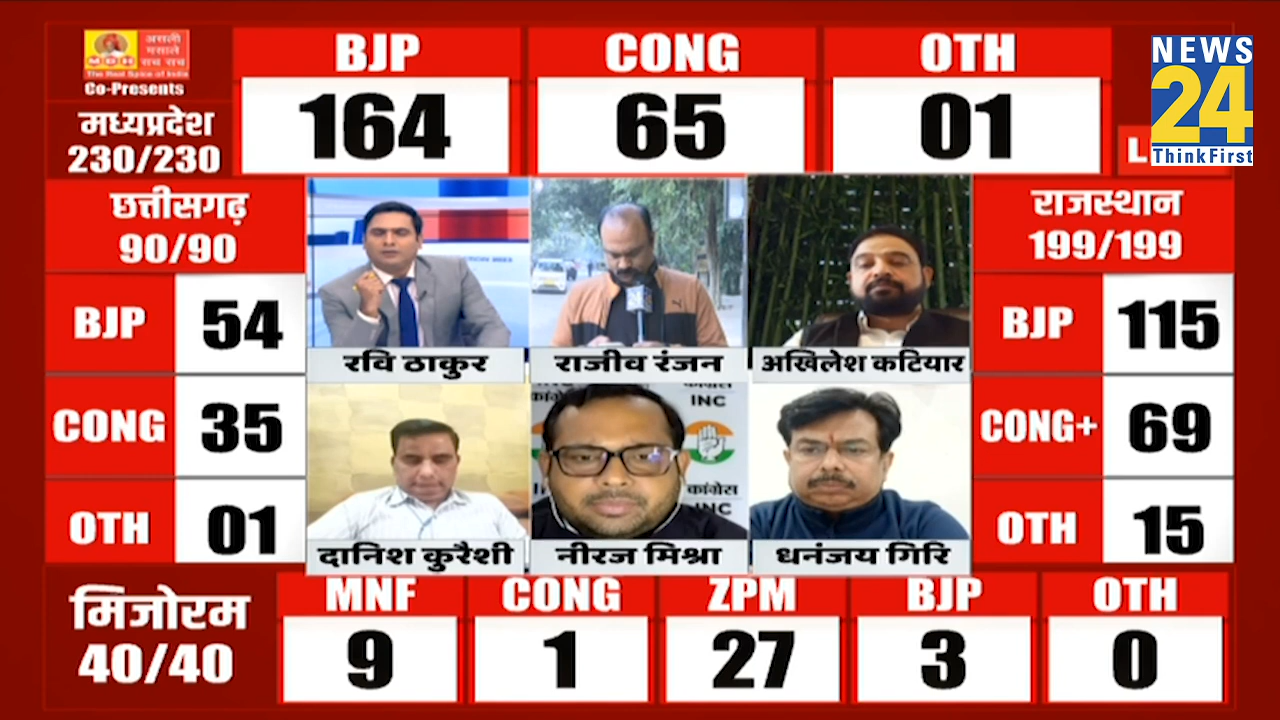 असली
मसाले
सच सच
MDH
The Real Spice of India
Co-Presents
मध्यप्रदेश
230/230
BJP
164
CONG
65
OTH
01
NEWS
24
ThinkFirst
छत्तीसगढ़
90/90
BJP
54
CONG
35
OTH
01
रवि ठाकुर
राजीव रंजन
अखिलेश कटियार
दानिश कुरैशी
INC
कांग्रेस
नीरज मिश्रा
धनंजय गिरि
राजस्थान
199/199
BJP
115
CONG+
69
OTH
15
मिजोरम
40/40
MNF
9
CONG
1
ZPM
27
BJP
3
OTH
0